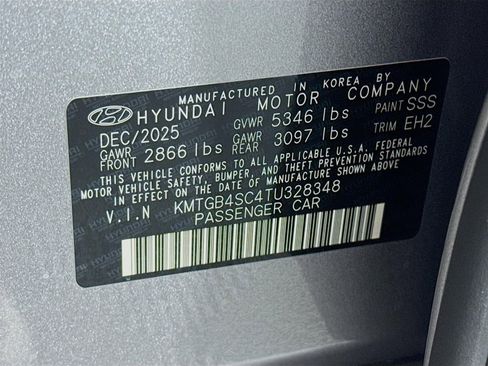 MANUFACTURED IN KOREA BY
HYUNDAI MOTOR COMPANY
DEC/2025 GVWR 5346 lbs PAINT SSS
GAWR FRONT 2866 lbs GAWR REAR 3097 lbs TRIM EH2
THIS VEHICLE CONFORMS TO ALL APPLICABLE U.S.A. FEDERAL
MOTOR VEHICLE SAFETY, BUMPER, AND THEFT PREVENTION STANDARDS
IN EFFECT ON THE DATE OF MANUFACTURE SHOWN ABOVE.
V.I.N KMTGB4SC4TU328348
PASSENGER CAR